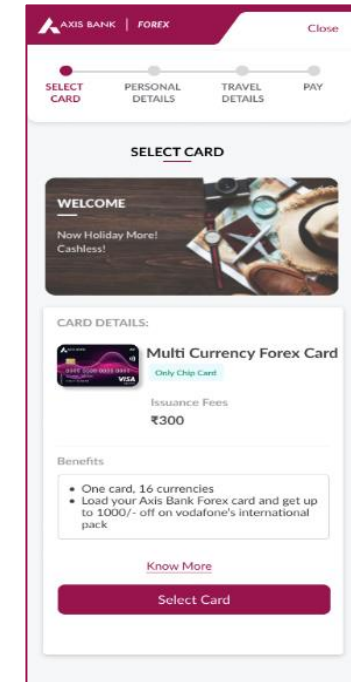 AXIS BANK | FOREX
Close
SELECT CARD
PERSONAL DETAILS
TRAVEL DETAILS
PAY
SELECT CARD
WELCOME
Now Holiday More!
Cashless!
CARD DETAILS:
Multi Currency Forex Card
VISA
Only Chip Card
Issuance Fees
₹300
Benefits
• One card, 16 currencies
• Load your Axis Bank Forex card and get up
to 1000/- off on vodafone's international
pack
Know More
Select Card